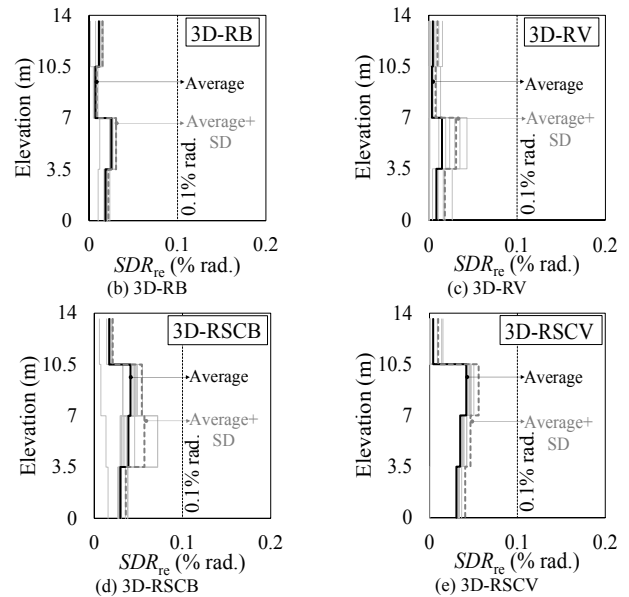 14
3D-RB
10.5
Average
7
Average+
SD
3.5
0.1% rad.
0
0
0.1
0.2
Elevation (m)
SDRre (% rad.)
(b) 3D-RB
14
3D-RV
10.5
Average
7
Average+
SD
3.5
0.1% rad.
0
0
0.1
0.2
Elevation (m)
SDRre (% rad.)
(c) 3D-RV
14
3D-RSCB
10.5
Average
7
Average+
SD
3.5
0.1% rad.
0
0
0.1
0.2
Elevation (m)
SDRre (% rad.)
(d) 3D-RSCB
14
3D-RSCV
10.5
Average
7
Average+
SD
3.5
0.1% rad.
0
0
0.1
0.2
Elevation (m)
SDRre (% rad.)
(e) 3D-RSCV